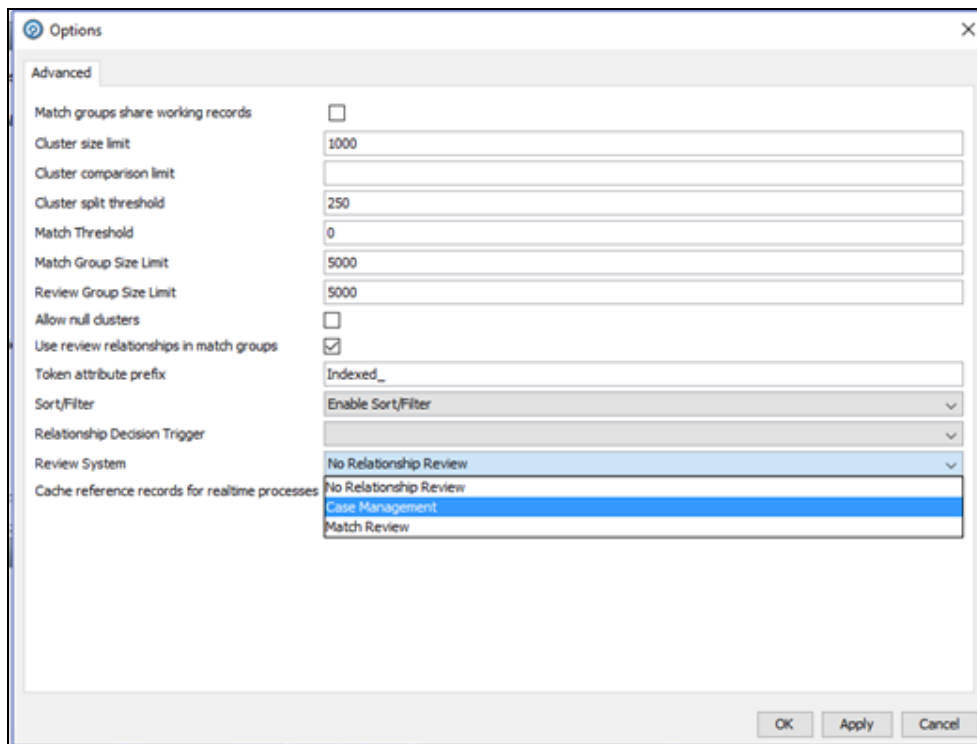 Options
Advanced
Match groups share working records
Cluster size limit 1000
Cluster comparison limit
Cluster split threshold 250
Match Threshold 0
Match Group Size Limit 5000
Review Group Size Limit 5000
Allow null clusters
Use review relationships in match groups
Token attribute prefix Indexed_
Sort/Filter Enable Sort/Filter
Relationship Decision Trigger
Review System No Relationship Review
Cache reference records for realtime processes No Relationship Review
Case Management
Match Review
OK Apply Cancel